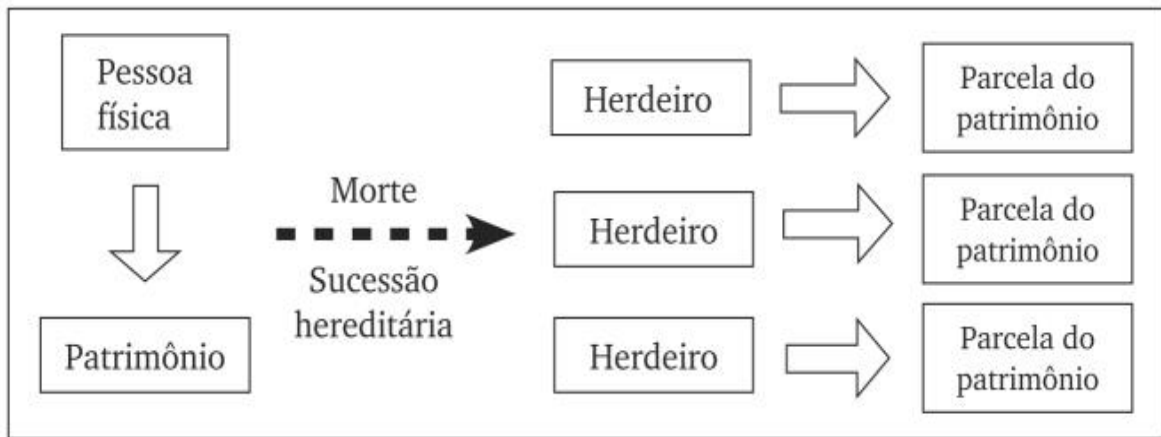 Pessoa
física
Patrimônio
Morte
Sucessão
hereditária
Herdeiro
Parcela do
patrimônio
Herdeiro
Parcela do
patrimônio
Herdeiro
Parcela do
patrimônio